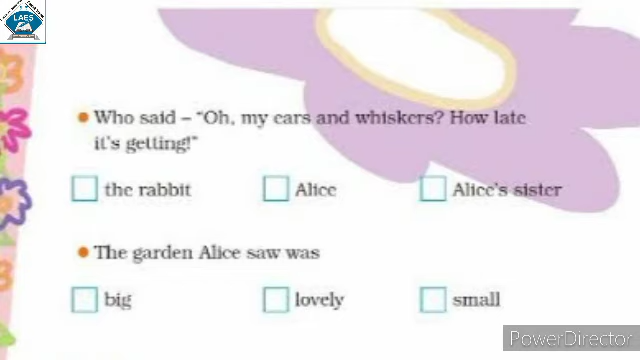 LAES
• Who said – "Oh, my ears and whiskers? How late
it's getting!"
the rabbit
Alice
Alice's sister
• The garden Alice saw was
big
lovely
small
PowerDirector